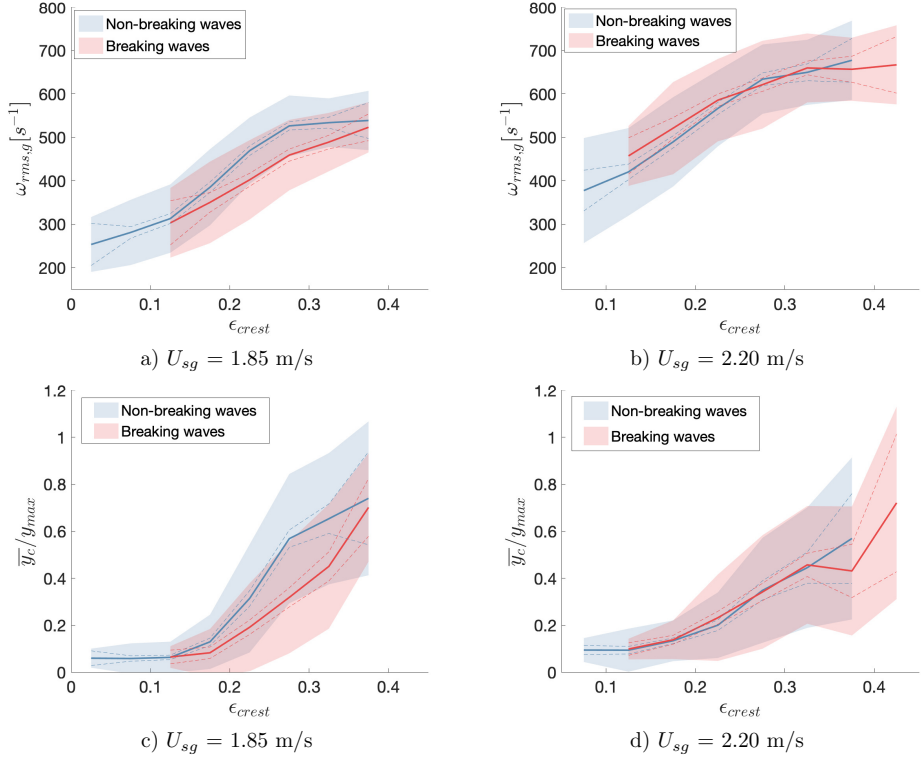 800
700
600
500
400
300
200
ω_{rms,g}[s^{-1}]
Non-breaking waves
Breaking waves
0 0.1 0.2 0.3 0.4
ϵ_{crest}
a) U_{sg} = 1.85 m/s
800
700
600
500
400
300
200
ω_{rms,g}[s^{-1}]
Non-breaking waves
Breaking waves
0.1 0.2 0.3 0.4
ϵ_{crest}
b) U_{sg} = 2.20 m/s
1.2
1
0.8
0.6
0.4
0.2
0
\overline{y_c}/y_{max}
Non-breaking waves
Breaking waves
0 0.1 0.2 0.3 0.4
ϵ_{crest}
c) U_{sg} = 1.85 m/s
1.2
1
0.8
0.6
0.4
0.2
0
\overline{y_c}/y_{max}
Non-breaking waves
Breaking waves
0.1 0.2 0.3 0.4
ϵ_{crest}
d) U_{sg} = 2.20 m/s